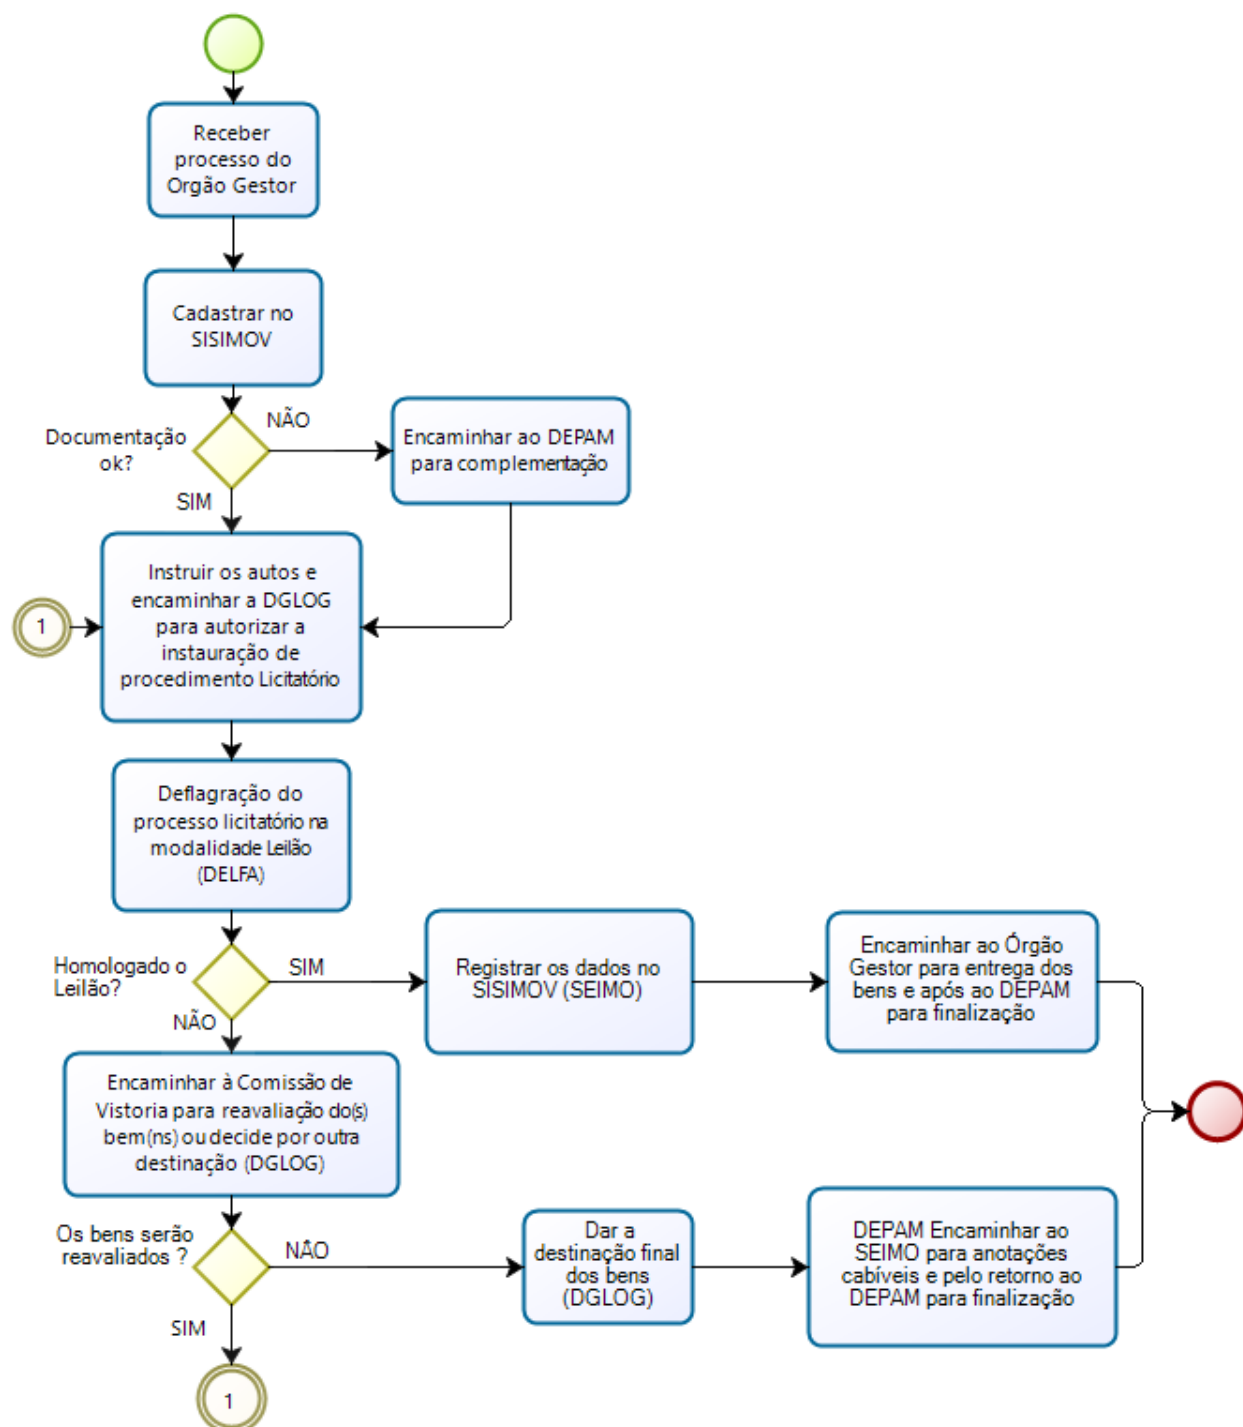 Receber
processo do
Orgão Gestor
Cadastrar no
SISIMOV
Documentação
ok?
NÃO
Encaminhar ao DEPAM
para complementação
SIM
1
Instruir os autos e
encaminhar a DGLOG
para autorizar a
instauração de
procedimento Licitatório
Deflagração do
processo licitatório na
modalidade Leilão
(DELFA)
Homologado o
Leilão?
SIM
Registrar os dados no
SISIMOV (SEIMO)
Encaminhar ao Órgão
Gestor para entrega dos
bens e após ao DEPAM
para finalização
NÃO
Encaminhar à Comissão de
Vistoria para reavaliação do(s)
bem(ns) ou decide por outra
destinação (DGLOG)
Os bens serão
reavaliados ?
NÃO
Dar a
destinação final
dos bens
(DGLOG)
DEPAM Encaminhar ao
SEIMO para anotações
cabíveis e pelo retorno ao
DEPAM para finalização
SIM
1